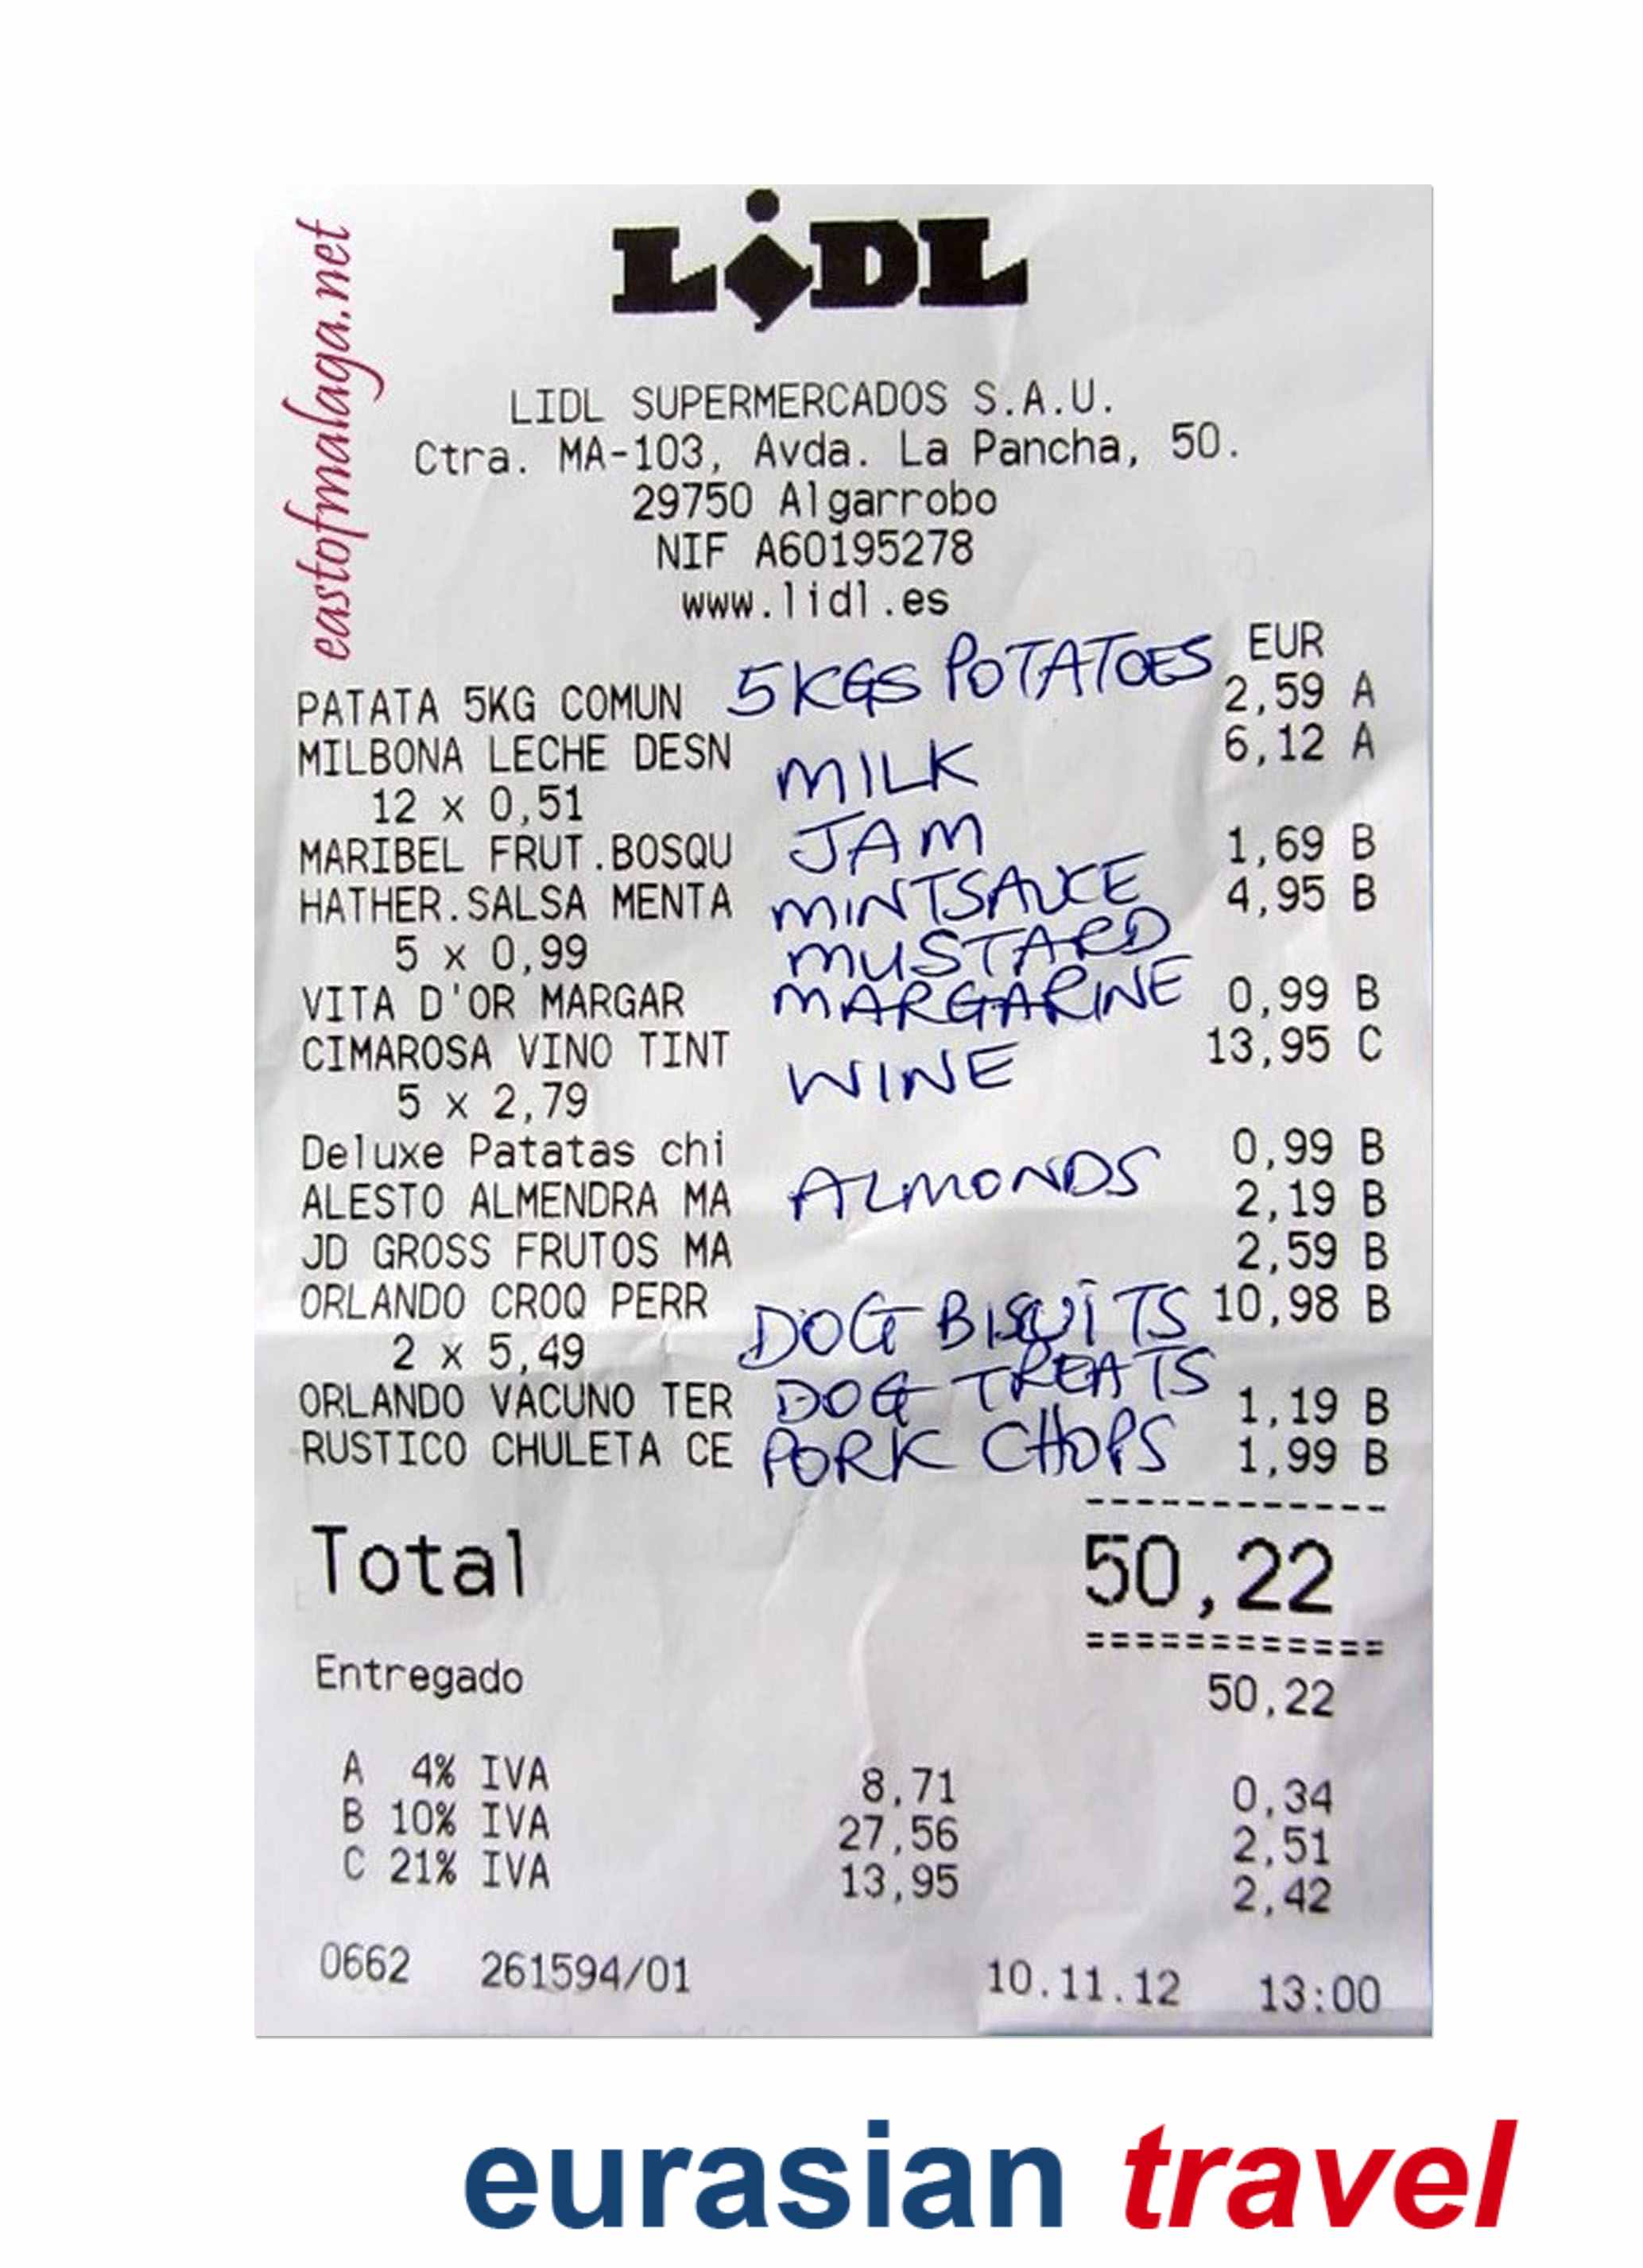 LIDL
eastofmalaga.net
LIDL SUPERMERCADOS S.A.U.
Ctra. MA-103, Avda. La Pancha, 50.
29750 Algarrobo
NIF A60195278
www.lidl.es
EUR
PATATA 5KG COMUN 5KGS POTATOES 2,59 A
MILBONA LECHE DESN MILK 6,12 A
12 x 0,51
MARIBEL FRUT.BOSQU JAM 1,69 B
HATHER.SALSA MENTA MINTSAUCE 4,95 B
5 x 0,99 MUSTARD
VITA D'OR MARGAR MARGARINE 0,99 B
CIMAROSA VINO TINT WINE 13,95 C
5 x 2,79
Deluxe Patatas chi 0,99 B
ALESTO ALMENDRA MA ALMONDS 2,19 B
JD GROSS FRUTOS MA 2,59 B
ORLANDO CROQ PERR DOG BISCUITS 10,98 B
2 x 5,49
ORLANDO VACUNO TER DOG TREATS 1,19 B
RUSTICO CHULETA CE PORK CHOPS 1,99 B
Total 50,22
Entregado 50,22
A 4% IVA 8,71 0,34
B 10% IVA 27,56 2,51
C 21% IVA 13,95 2,42
0662 261594/01 10.11.12 13:00
eurasian travel